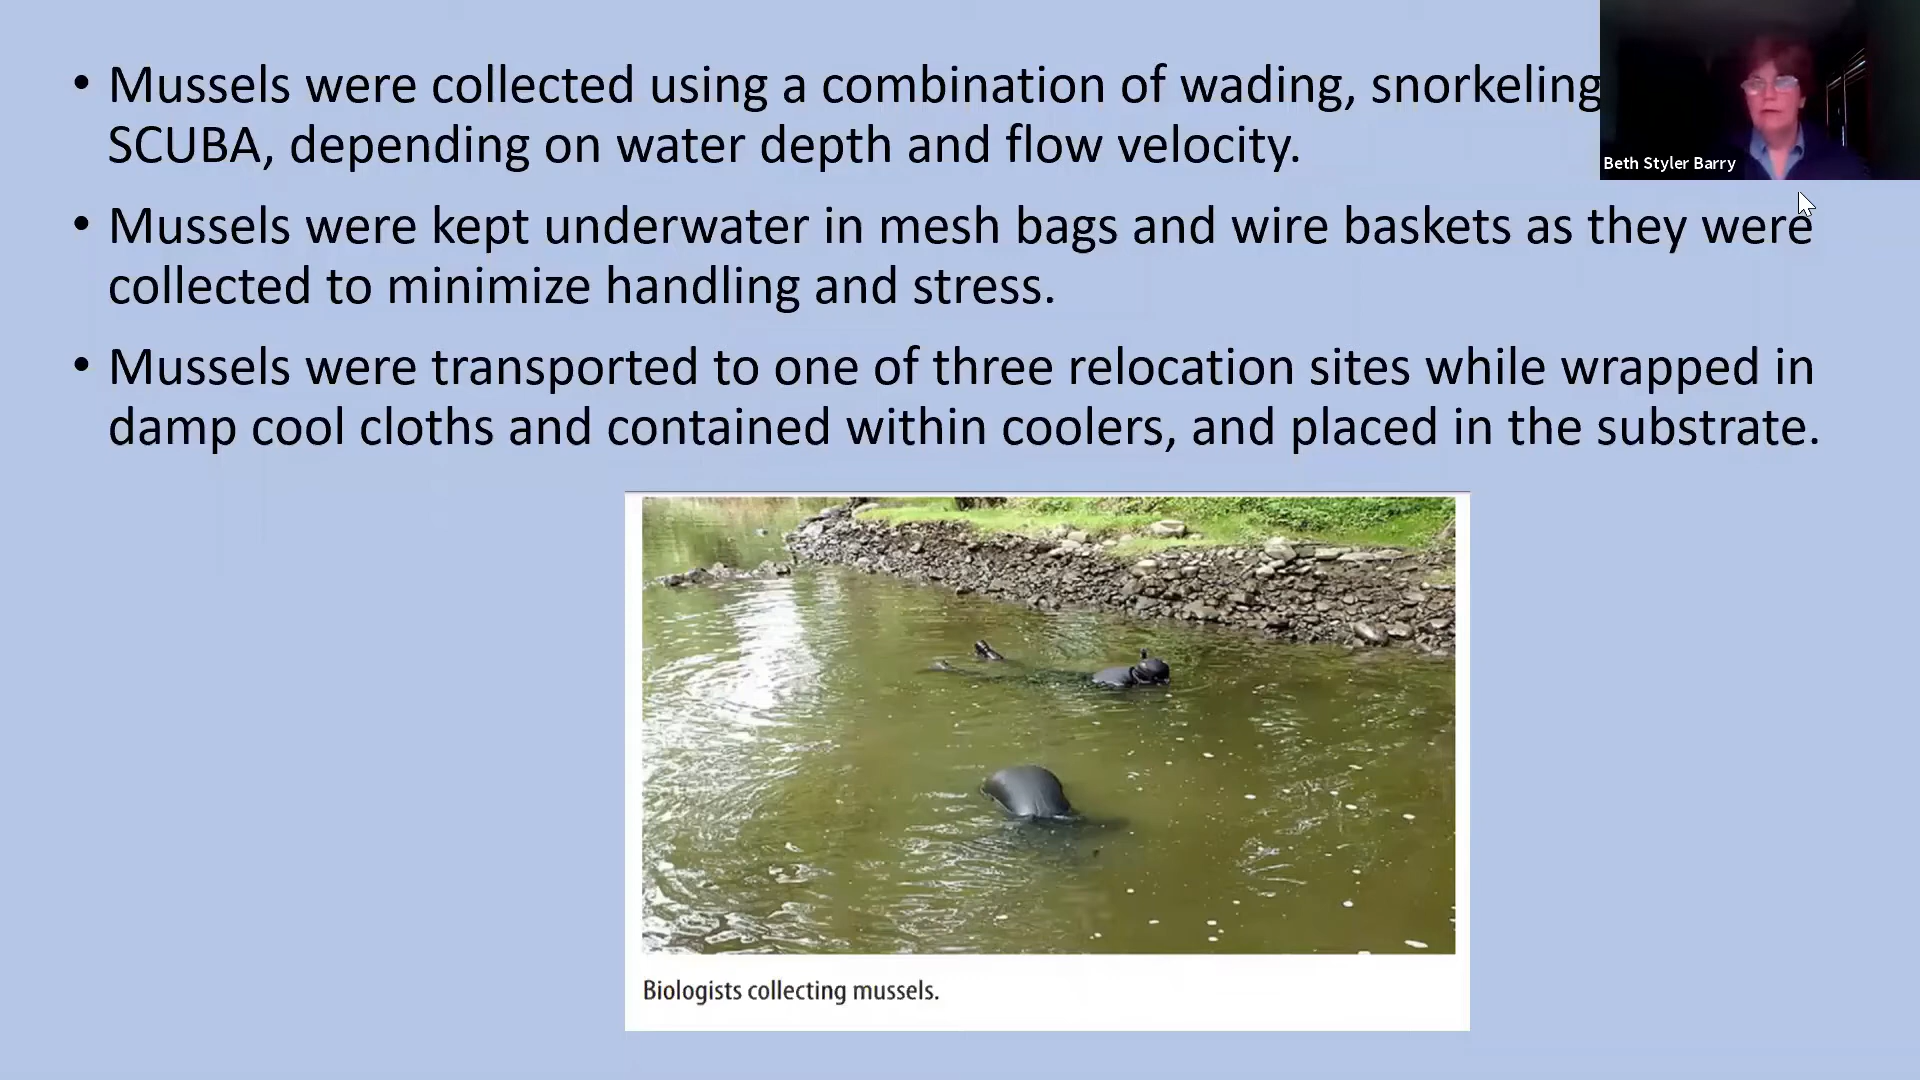 • Mussels were collected using a combination of wading, snorkeling
SCUBA, depending on water depth and flow velocity.
• Mussels were kept underwater in mesh bags and wire baskets as they were
collected to minimize handling and stress.
• Mussels were transported to one of three relocation sites while wrapped in
damp cool cloths and contained within coolers, and placed in the substrate.
Beth Styler Barry
Biologists collecting mussels.